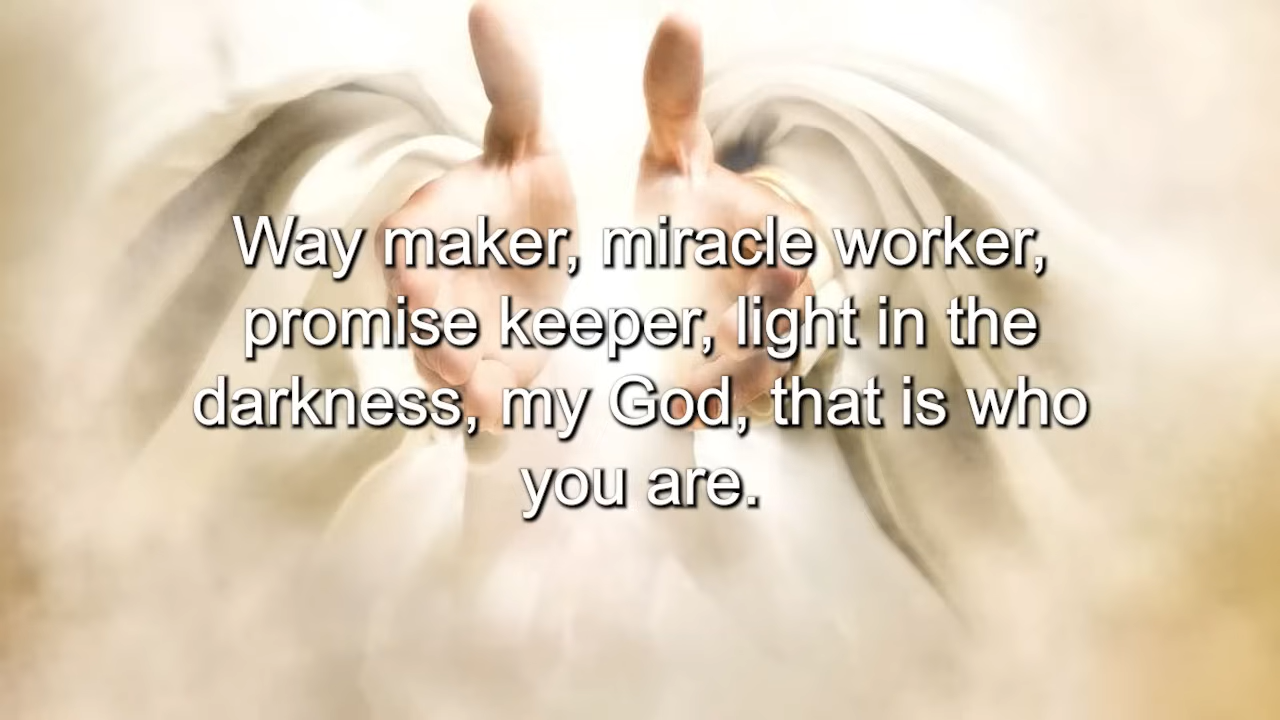 Way maker, miracle worker,
promise keeper, light in the
darkness, my God, that is who
you are.